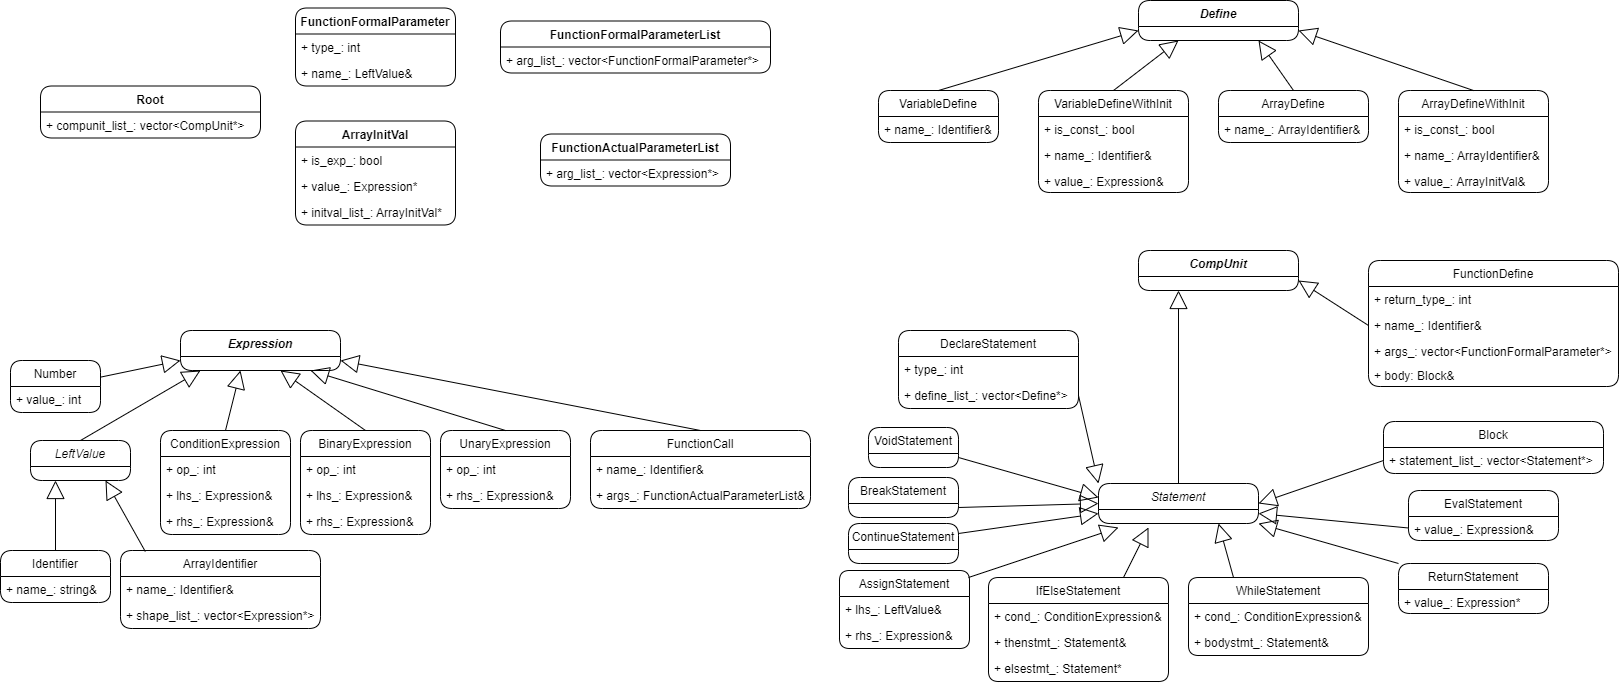 FunctionFormalParameter
+ type_: int
+ name_: LeftValue&
FunctionFormalParameterList
+ arg_list_: vector<FunctionFormalParameter*>
Root
+ compunit_list_: vector<CompUnit*>
ArrayInitVal
+ is_exp_: bool
+ value_: Expression*
+ initval_list_: ArrayInitVal*
FunctionActualParameterList
+ arg_list_: vector<Expression*>
Define
VariableDefine
+ name_: Identifier&
VariableDefineWithInit
+ is_const_: bool
+ name_: Identifier&
+ value_: Expression&
ArrayDefine
+ name_: ArrayIdentifier&
ArrayDefineWithInit
+ is_const_: bool
+ name_: ArrayIdentifier&
+ value_: ArrayInitVal&
Expression
Number
+ value_: int
LeftValue
ConditionExpression
+ op_: int
+ lhs_: Expression&
+ rhs_: Expression&
BinaryExpression
+ op_: int
+ lhs_: Expression&
+ rhs_: Expression&
UnaryExpression
+ op_: int
+ rhs_: Expression&
FunctionCall
+ name_: Identifier&
+ args_: FunctionActualParameterList&
Identifier
+ name_: string&
ArrayIdentifier
+ name_: Identifier&
+ shape_list_: vector<Expression*>
CompUnit
FunctionDefine
+ return_type_: int
+ name_: Identifier&
+ args_: vector<FunctionFormalParameter*>
+ body: Block&
DeclareStatement
+ type_: int
+ define_list_: vector<Define*>
VoidStatement
BreakStatement
ContinueStatement
Statement
Block
+ statement_list_: vector<Statement*>
EvalStatement
+ value_: Expression&
ReturnStatement
+ value_: Expression*
AssignStatement
+ lhs_: LeftValue&
+ rhs_: Expression&
IfElseStatement
+ cond_: ConditionExpression&
+ thenstmt_: Statement&
+ elsestmt_: Statement*
WhileStatement
+ cond_: ConditionExpression&
+ bodystmt_: Statement&